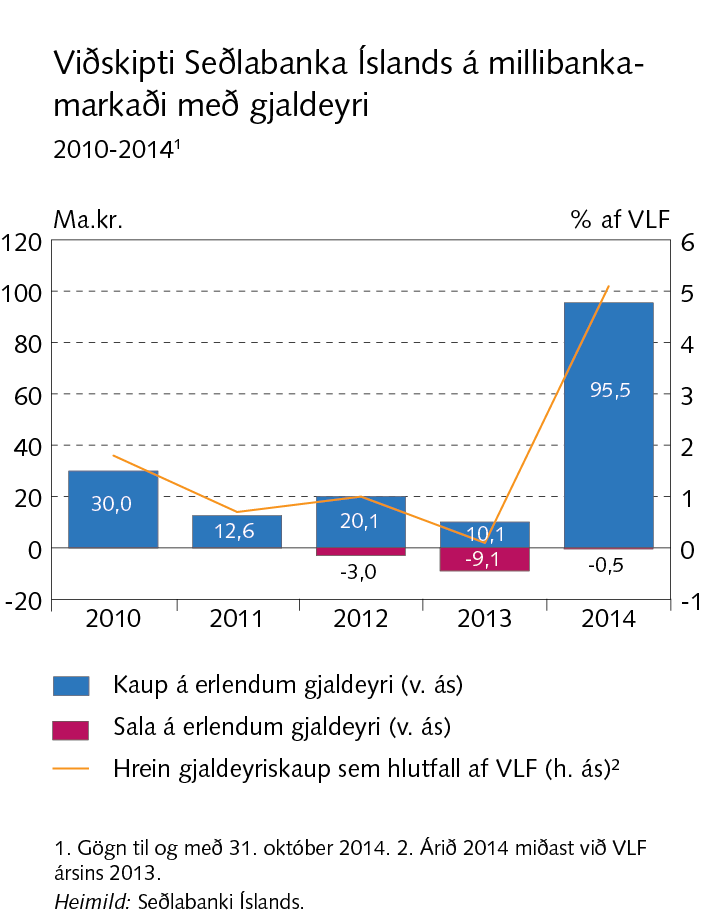 Viðskipti Seðlabanka Íslands á millibanka-
markaði með gjaldeyri
2010-2014¹
Ma.kr. % af VLF
120 6
100 5
80 4
60 3
40 2
20 1
0 0
-20 -1
30,0
12,6
20,1
-3,0
10,1
-9,1
95,5
-0,5
2010 2011 2012 2013 2014
Kaup á erlendum gjaldeyri (v. ás)
Sala á erlendum gjaldeyri (v. ás)
Hrein gjaldeyriskaup sem hlutfall af VLF (h. ás)²
1. Gögn til og með 31. október 2014. 2. Árið 2014 miðast við VLF
ársins 2013.
Heimild: Seðlabanki Íslands.